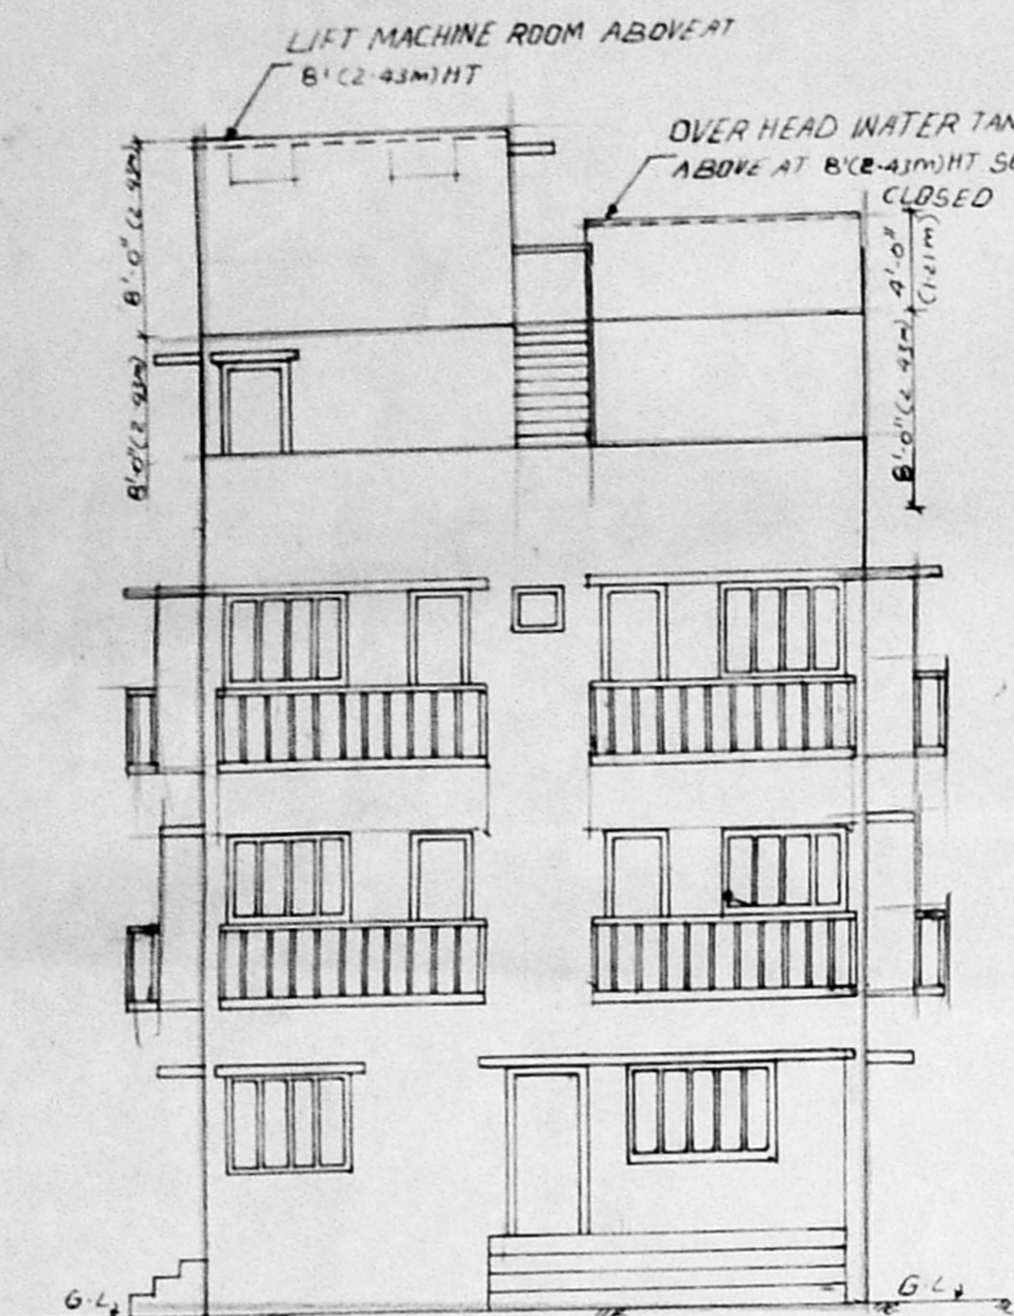 LIFT MACHINE ROOM ABOVE AT
8'(2.43m)HT
OVER HEAD WATER TAN
ABOVE AT 8'(2.43m)HT
CLOSED
8'-0" (2.43m)
8'-0" (2.43m)
4'-0"
(1.21m)
8'-0" (2.43m)
G.L
G.L